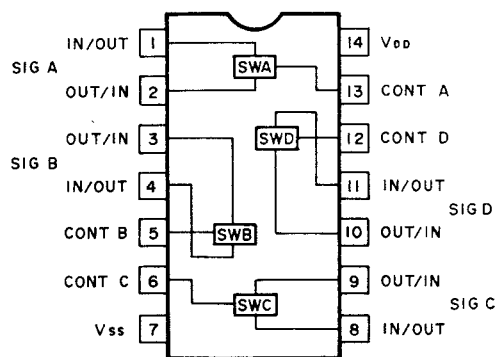 IN/OUT 1 14 VDD
SIG A SWA
OUT/IN 2 13 CONT A
OUT/IN 3 12 CONT D
SWD
SIG B
IN/OUT 4 11 IN/OUT
SIG D
CONT B 5 SWB 10 OUT/IN
CONT C 6 9 OUT/IN
SWC SIG C
Vss 7 8 IN/OUT